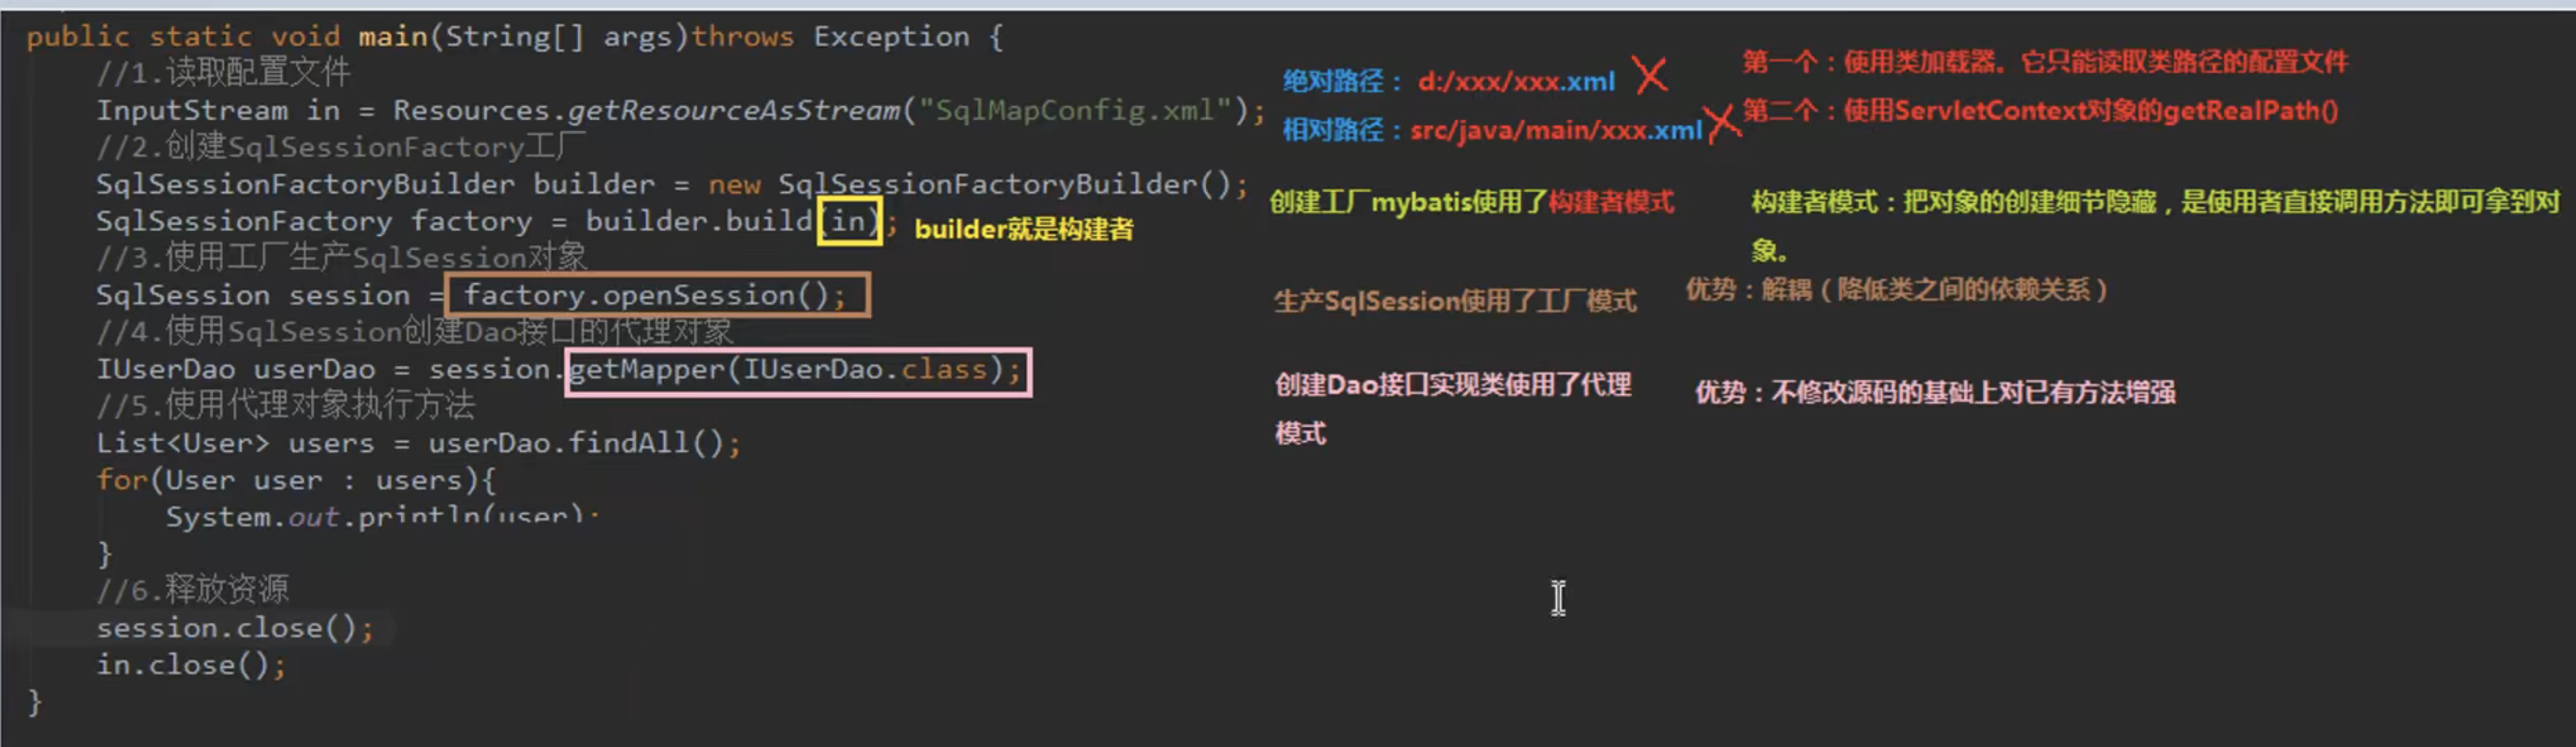 public static void main(String[] args)throws Exception {
//1.读取配置文件
InputStream in = Resources.getResourceAsStream("SqlMapConfig.xml");
//2.创建SqlSessionFactory工厂
SqlSessionFactoryBuilder builder = new SqlSessionFactoryBuilder();
SqlSessionFactory factory = builder.build(in);
builder就是构建者
//3.使用工厂生产SqlSession对象
SqlSession session = factory.openSession();
//4.使用SqlSession创建Dao接口的代理对象
IUserDao userDao = session.getMapper(IUserDao.class);
//5.使用代理对象执行方法
List<User> users = userDao.findAll();
for(User user : users){
System.out.println(user);
}
//6.释放资源
session.close();
in.close();
}
绝对路径： d:/xxx/xxx.xml
相对路径：src/java/main/xxx.xml
第一个：使用类加载器。它只能读取类路径的配置文件
第二个：使用ServletContext对象的getRealPath()
创建工厂mybatis使用了构建者模式
构建者模式：把对象的创建细节隐藏，是使用者直接调用方法即可拿到对
象。
生产SqlSession使用了工厂模式
优势：解耦（降低类之间的依赖关系）
创建Dao接口实现类使用了代理
模式
优势：不修改源码的基础上对已有方法增强